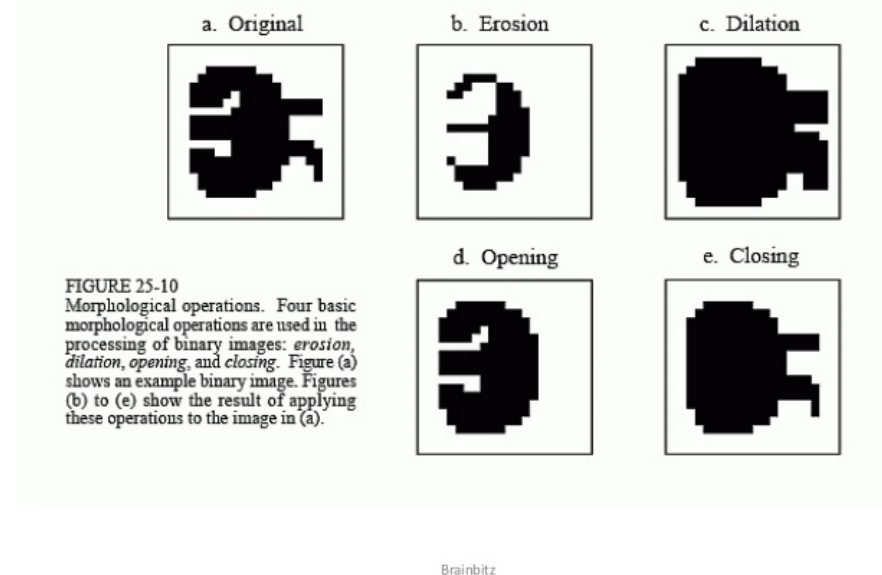 a. Original
b. Erosion
c. Dilation
d. Opening
e. Closing
FIGURE 25-10
Morphological operations. Four basic
morphological operations are used in the
processing of binary images: erosion,
dilation, opening, and closing. Figure (a)
shows an example binary image. Figures
(b) to (e) show the result of applying
these operations to the image in (a).
Brainbitz